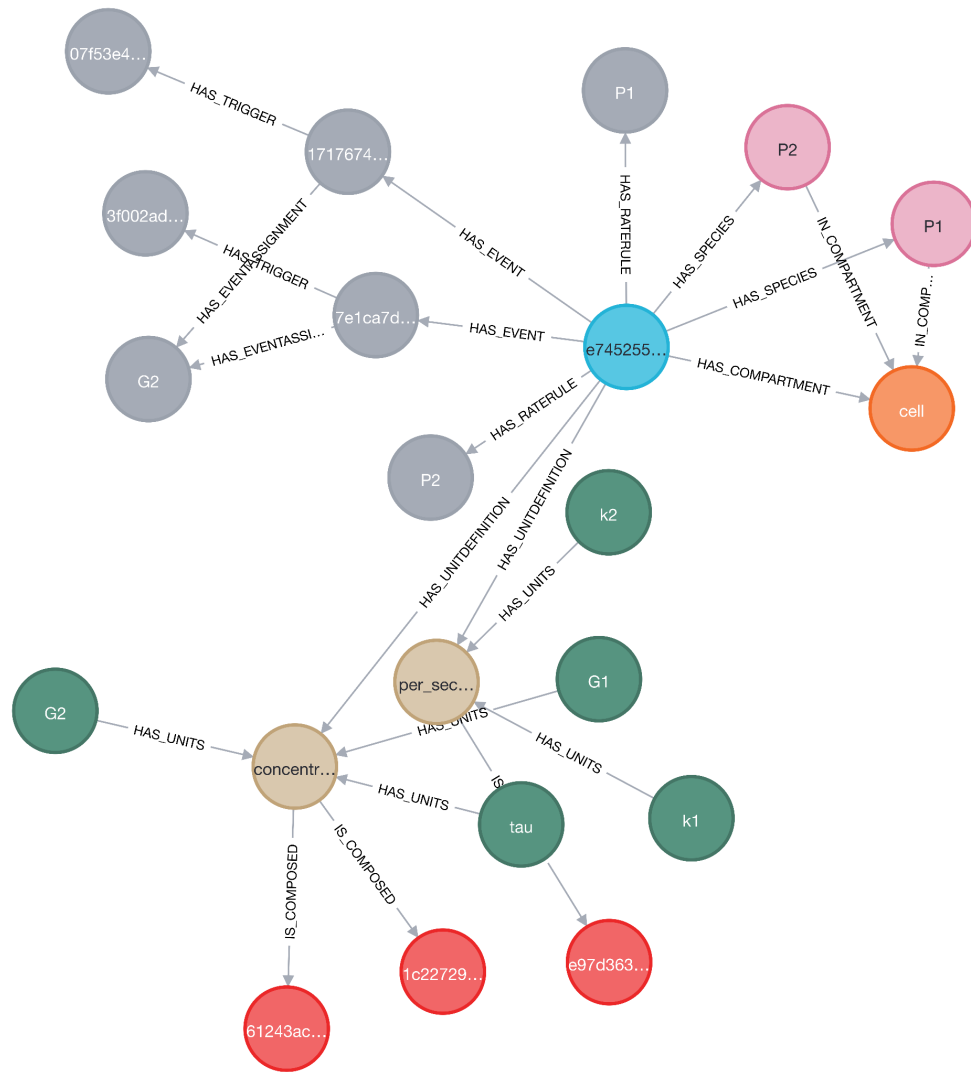 07f53e4...
HAS_TRIGGER
1717674...
P1
P2
3f002ad...
HAS_EVENTASSIGNMENT
HAS_TRIGGER
HAS_EVENT
HAS_RATERULE
HAS_SPECIES
IN_COMPARTMENT
P1
HAS_SPECIES
IN_COMP...
7e1ca7d...
HAS_EVENT
e745255...
HAS_EVENTASSI...
G2
HAS_COMPARTMENT
cell
HAS_RATERULE
P2
HAS_UNITDEFINITION
HAS_UNITDEFINITION
k2
HAS_UNITS
per_sec...
G1
G2
HAS_UNITS
HAS_UNITS
HAS_UNITS
concentr...
HAS_UNITS
IS_
tau
k1
IS_COMPOSED
IS_COMPOSED
1c22729...
e97d363...
61243ac...